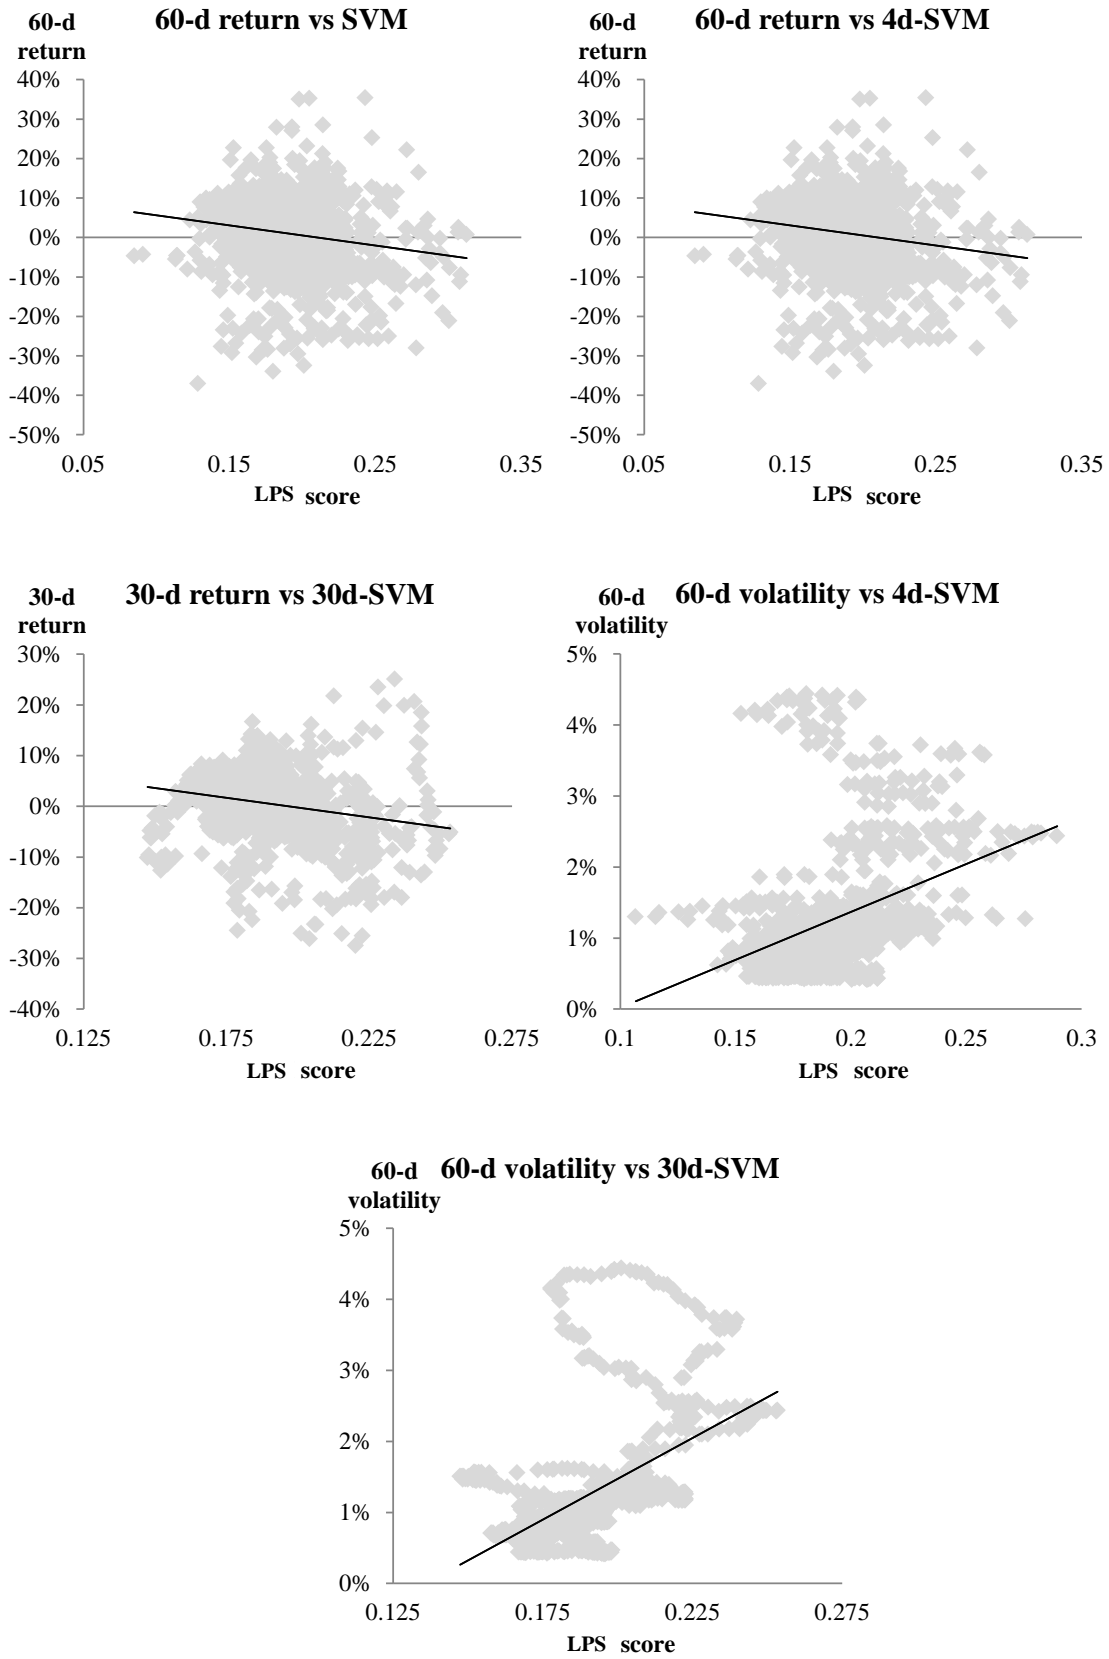 60-d return vs SVM
60-d
return
40%
30%
20%
10%
0%
-10%
-20%
-30%
-40%
-50%
0.05 0.15 0.25 0.35
LPS score
60-d return vs 4d-SVM
60-d
return
40%
30%
20%
10%
0%
-10%
-20%
-30%
-40%
-50%
0.05 0.15 0.25 0.35
LPS score
30-d return vs 30d-SVM
30-d
return
30%
20%
10%
0%
-10%
-20%
-30%
-40%
0.125 0.175 0.225 0.275
LPS score
60-d volatility vs 4d-SVM
60-d
volatility
5%
4%
3%
2%
1%
0%
0.1 0.15 0.2 0.25 0.3
LPS score
60-d volatility vs 30d-SVM
60-d
volatility
5%
4%
3%
2%
1%
0%
0.125 0.175 0.225 0.275
LPS score